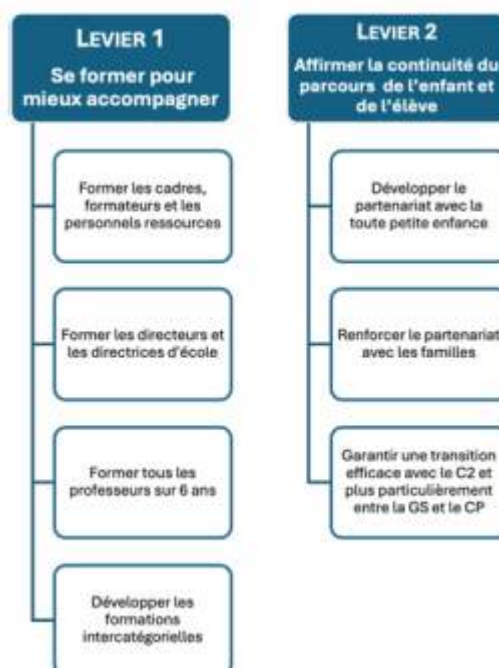 LEVIER 1
Se former pour
mieux accompagner
Former les cadres,
formateurs et les
personnels ressources
Former les directeurs et
les directrices d'école
Former tous les
professeurs sur 6 ans
Développer les
formations
intercatégorielles
LEVIER 2
Affirmer la continuité du
parcours de l'enfant et
de l'élève
Développer le
partenariat avec la
toute petite enfance
Renforcer le partenariat
avec les familles
Garantir une transition
efficace avec le C2 et
plus particulièrement
entre la GS et le CP